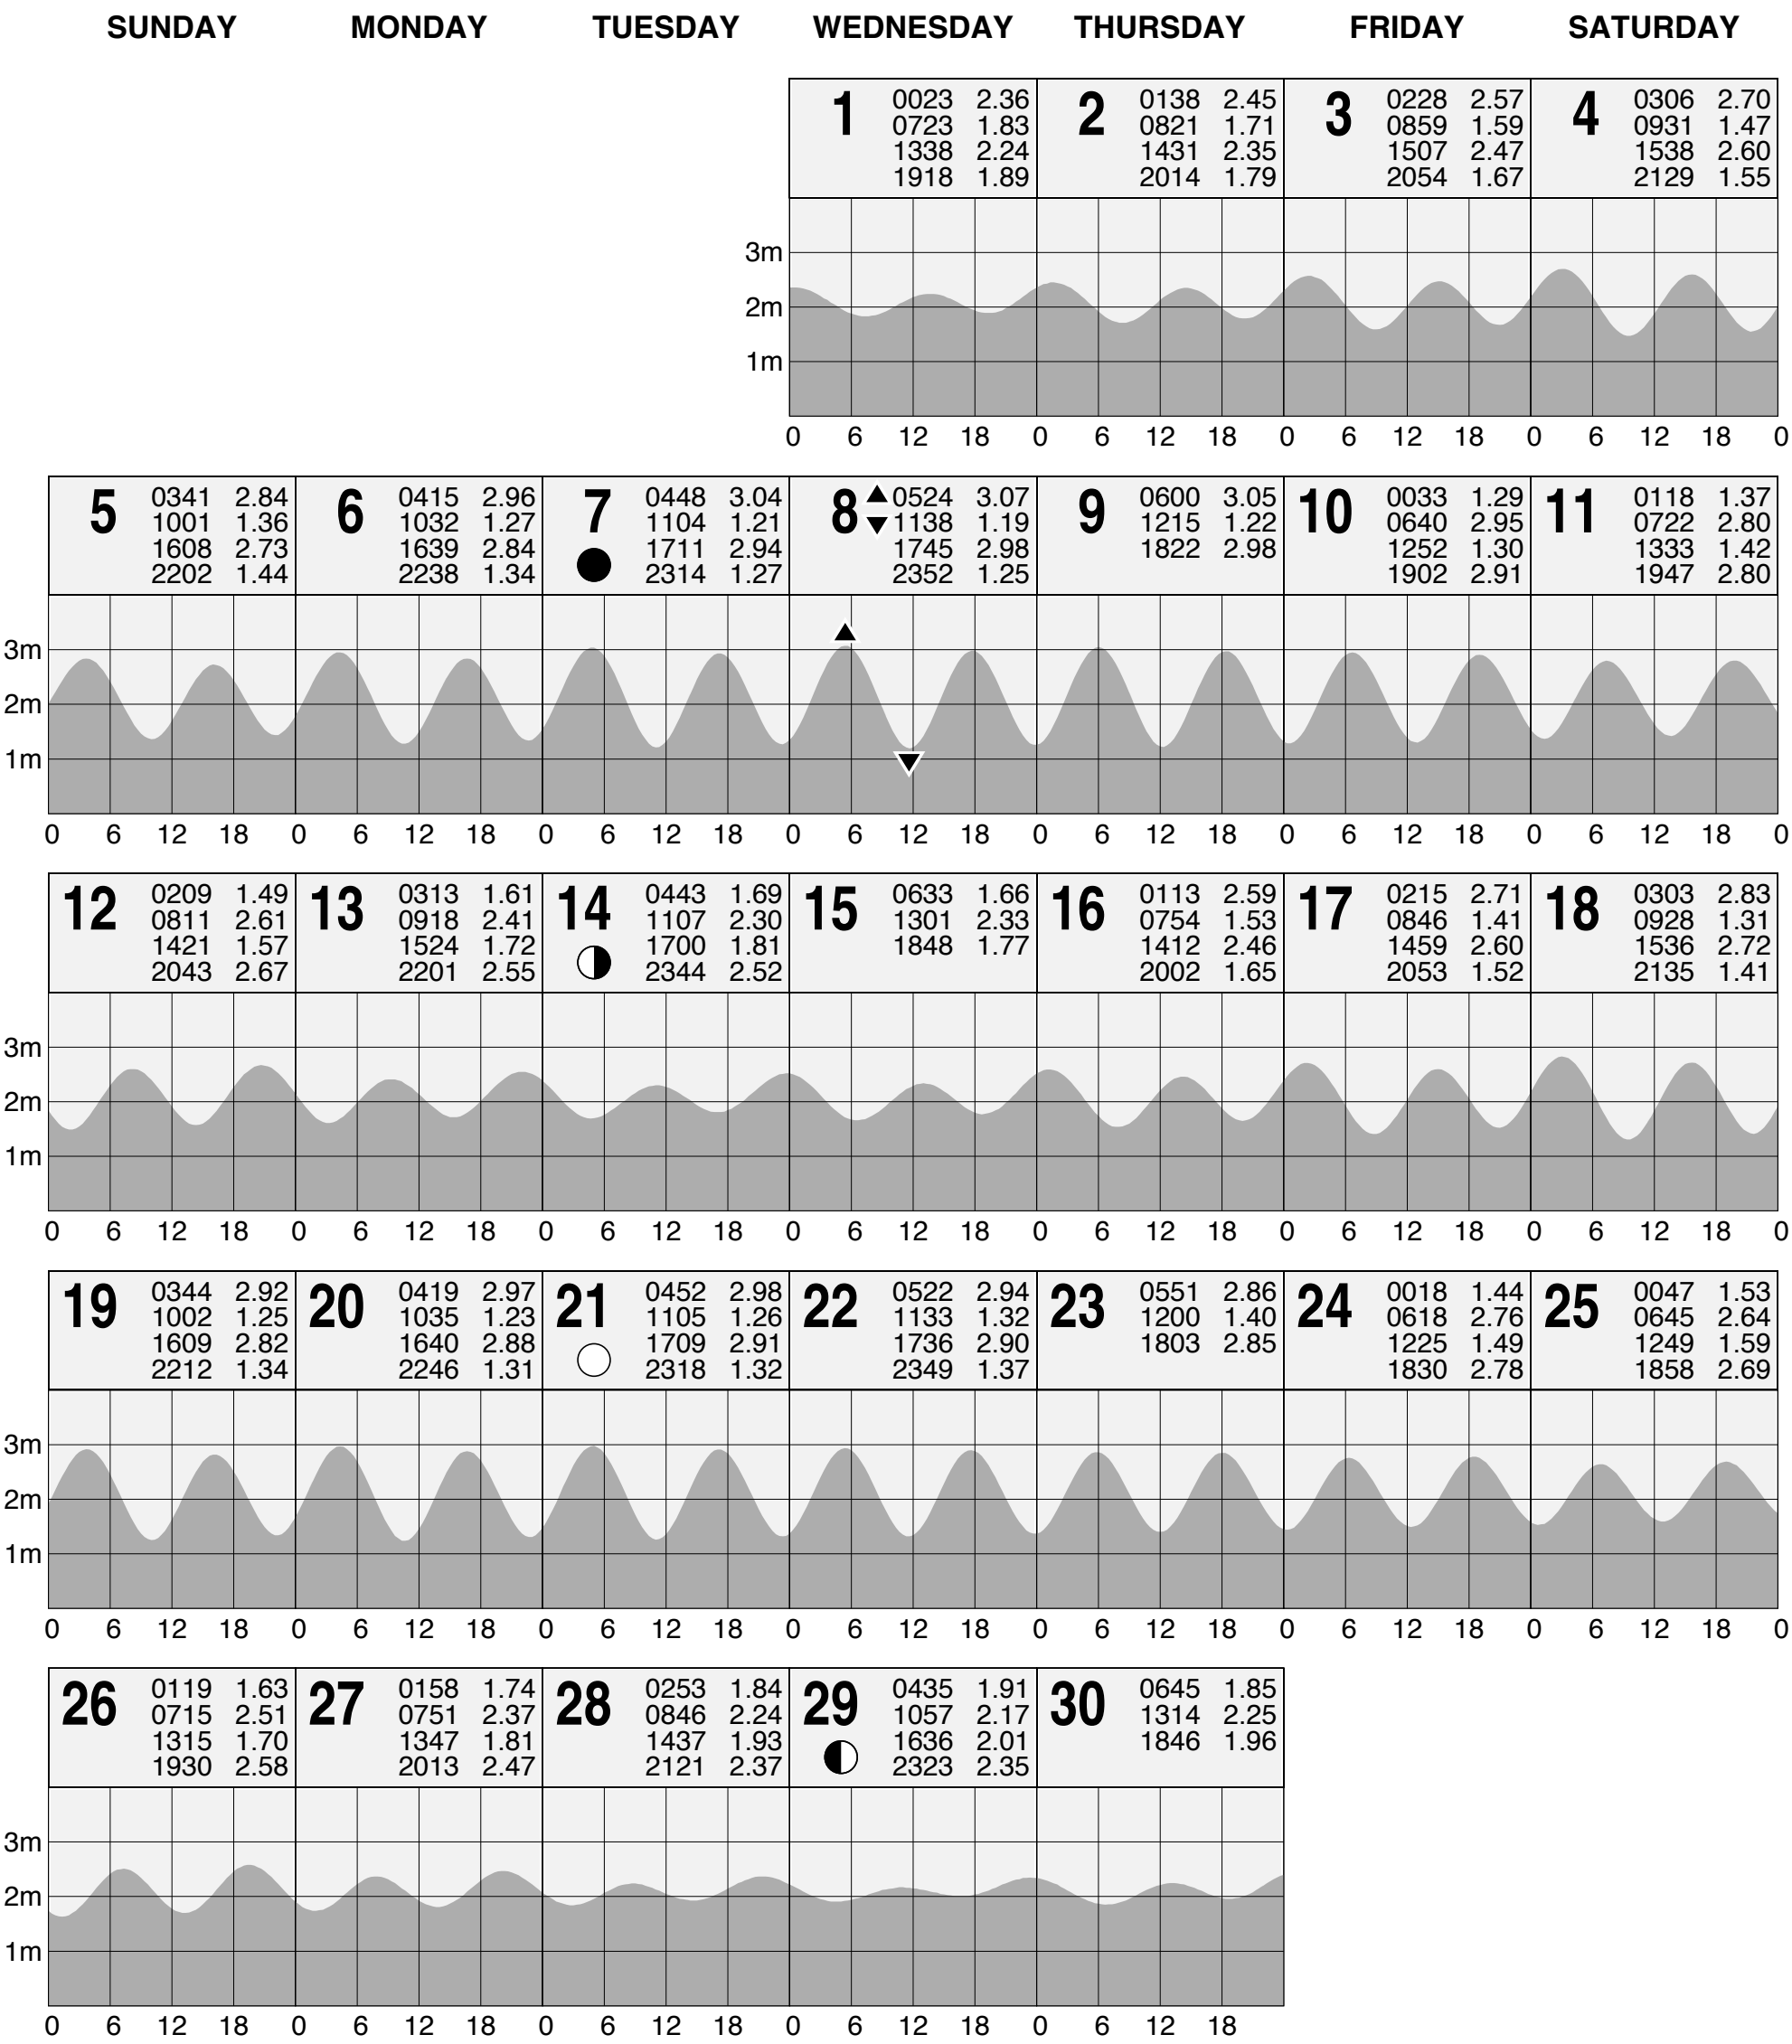 SUNDAY MONDAY TUESDAY WEDNESDAY THURSDAY FRIDAY SATURDAY
1 0023 2.36
0723 1.83
1338 2.24
1918 1.89
2 0138 2.45
0821 1.71
1431 2.35
2014 1.79
3 0228 2.57
0859 1.59
1507 2.47
2054 1.67
4 0306 2.70
0931 1.47
1538 2.60
2129 1.55
3m
2m
1m
0 6 12 18 0 6 12 18 0 6 12 18 0 6 12 18 0
5 0341 2.84
1001 1.36
1608 2.73
2202 1.44
6 0415 2.96
1032 1.27
1639 2.84
2238 1.34
7 0448 3.04
1104 1.21
1711 2.94
2314 1.27
8 0524 3.07
1138 1.19
1745 2.98
2352 1.25
9 0600 3.05
1215 1.22
1822 2.98
10 0033 1.29
0640 2.95
1252 1.30
1902 2.91
11 0118 1.37
0722 2.80
1333 1.42
1947 2.80
3m
2m
1m
0 6 12 18 0 6 12 18 0 6 12 18 0 6 12 18 0 6 12 18 0 6 12 18 0 6 12 18 0
12 0209 1.49
0811 2.61
1421 1.57
2043 2.67
13 0313 1.61
0918 2.41
1524 1.72
2201 2.55
14 0443 1.69
1107 2.30
1700 1.81
2344 2.52
15 0633 1.66
1301 2.33
1848 1.77
16 0113 2.59
0754 1.53
1412 2.46
2002 1.65
17 0215 2.71
0846 1.41
1459 2.60
2053 1.52
18 0303 2.83
0928 1.31
1536 2.72
2135 1.41
3m
2m
1m
0 6 12 18 0 6 12 18 0 6 12 18 0 6 12 18 0 6 12 18 0 6 12 18 0 6 12 18 0
19 0344 2.92
1002 1.25
1609 2.82
2212 1.34
20 0419 2.97
1035 1.23
1640 2.88
2246 1.31
21 0452 2.98
1105 1.26
1709 2.91
2318 1.32
22 0522 2.94
1133 1.32
1736 2.90
2349 1.37
23 0551 2.86
1200 1.40
1803 2.85
24 0018 1.44
0618 2.76
1225 1.49
1830 2.78
25 0047 1.53
0645 2.64
1249 1.59
1858 2.69
3m
2m
1m
0 6 12 18 0 6 12 18 0 6 12 18 0 6 12 18 0 6 12 18 0 6 12 18 0 6 12 18 0
26 0119 1.63
0715 2.51
1315 1.70
1930 2.58
27 0158 1.74
0751 2.37
1347 1.81
2013 2.47
28 0253 1.84
0846 2.24
1437 1.93
2121 2.37
29 0435 1.91
1057 2.17
1636 2.01
2323 2.35
30 0645 1.85
1314 2.25
1846 1.96
3m
2m
1m
0 6 12 18 0 6 12 18 0 6 12 18 0 6 12 18 0 6 12 18